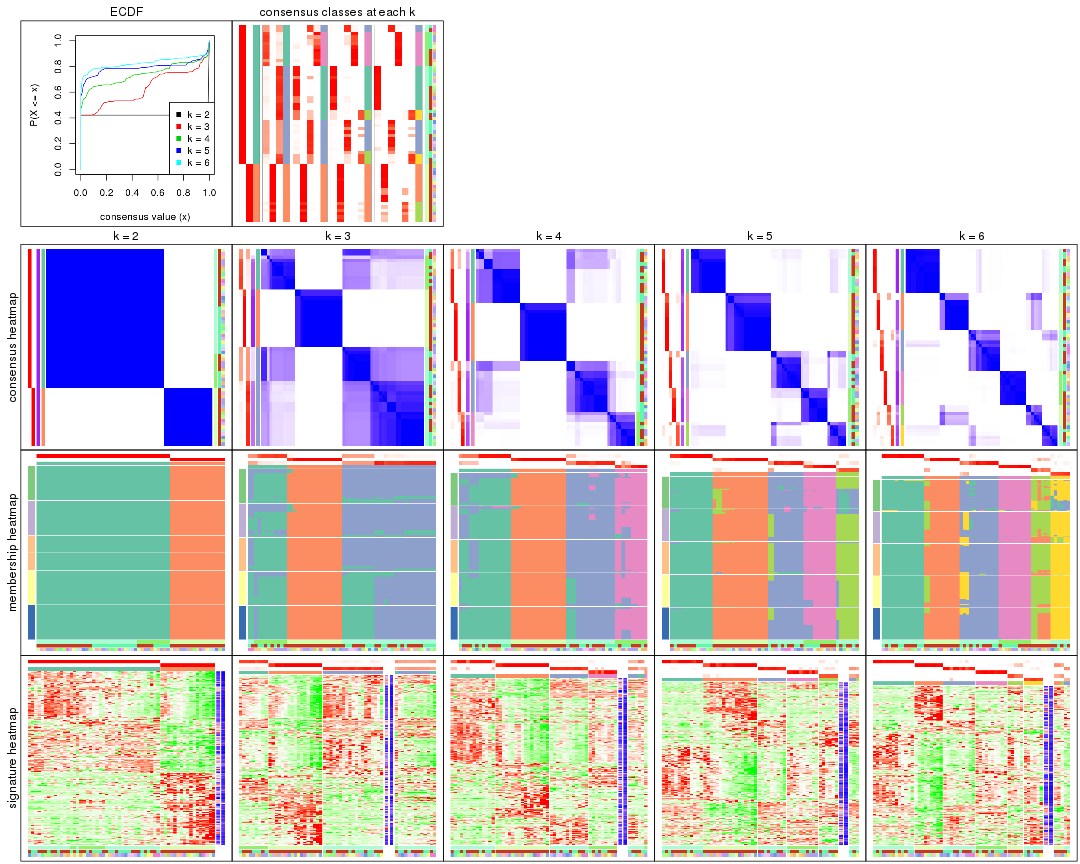 ECDF
consensus classes at each k
P(X <= x)
1.0
0.8
0.6
0.4
0.2
0.0
k = 2
k = 3
k = 4
k = 5
k = 6
0.0 0.2 0.4 0.6 0.8 1.0
consensus value (x)
k = 2 k = 3 k = 4 k = 5 k = 6
consensus heatmap
membership heatmap
signature heatmap